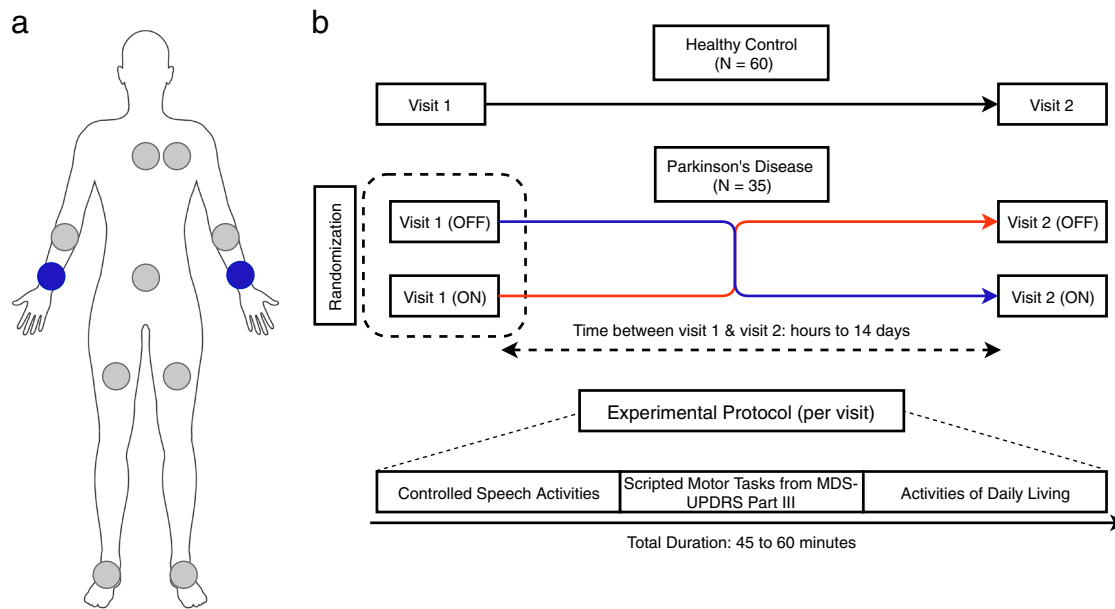 a
b
Healthy Control
(N = 60)
Visit 1
Visit 2
Parkinson's Disease
(N = 35)
Randomization
Visit 1 (OFF)
Visit 2 (OFF)
Visit 1 (ON)
Visit 2 (ON)
Time between visit 1 & visit 2: hours to 14 days
Experimental Protocol (per visit)
Controlled Speech Activities
Scripted Motor Tasks from MDS-
UPDRS Part III
Activities of Daily Living
Total Duration: 45 to 60 minutes